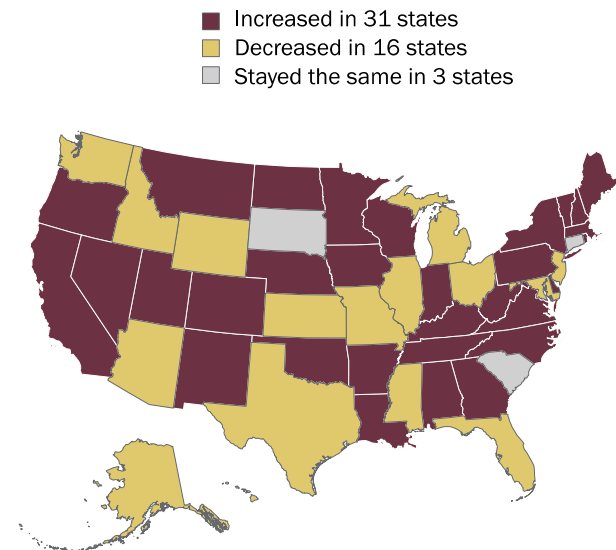 Increased in 31 states
Decreased in 16 states
Stayed the same in 3 states